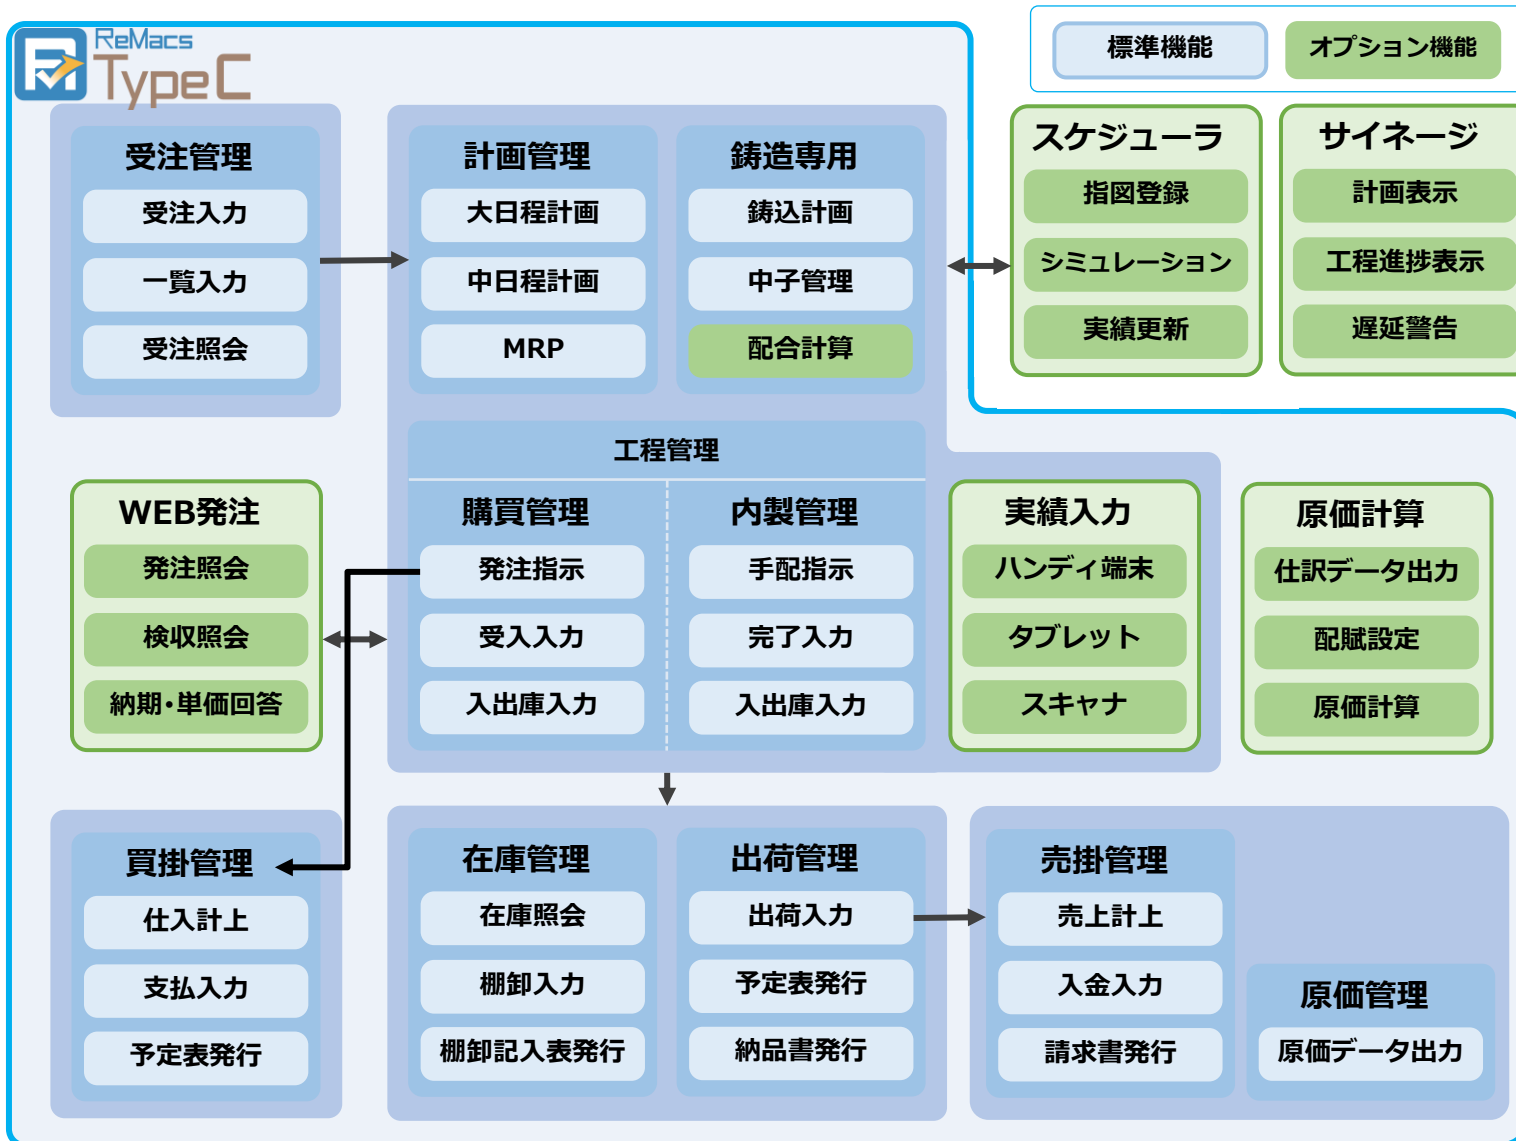 ReMacs
TypeC
標準機能
オプション機能
受注管理
受注入力
一覧入力
受注照会
計画管理
大日程計画
中日程計画
MRP
鋳造専用
鋳込計画
中子管理
配合計算
スケジューラ
指図登録
シミュレーション
実績更新
サイネージ
計画表示
工程進捗表示
遅延警告
工程管理
WEB発注
発注照会
検収照会
納期・単価回答
購買管理
発注指示
受入入力
入出庫入力
内製管理
手配指示
完了入力
入出庫入力
実績入力
ハンディ端末
タブレット
スキャナ
原価計算
仕訳データ出力
配賦設定
原価計算
買掛管理
仕入計上
支払入力
予定表発行
在庫管理
在庫照会
棚卸入力
棚卸記入表発行
出荷管理
出荷入力
予定表発行
納品書発行
売掛管理
売上計上
入金入力
請求書発行
原価管理
原価データ出力